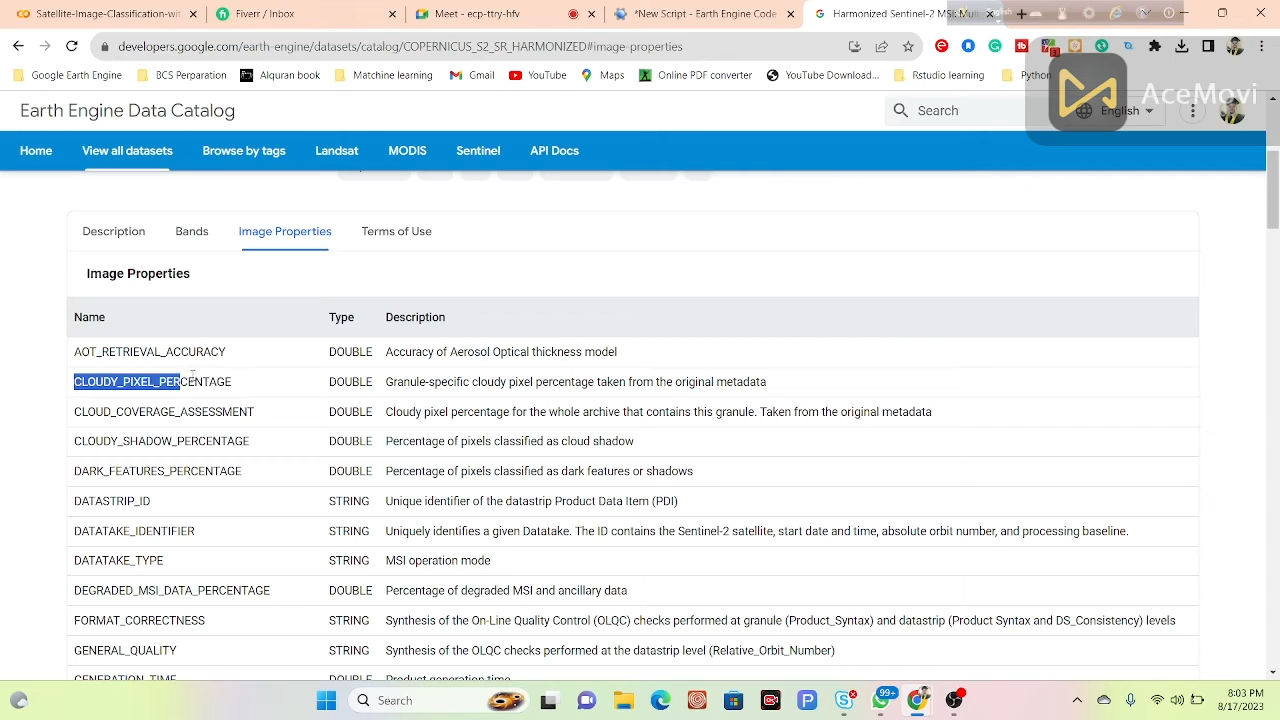 Satellite-Image-Classification-wit
Fiverr / Inbox
Meet - ecp-ptry-hfv
*New Script - Earth Engine Code
Harmonized Sentinel-2 MSI: Mult
English
developers.google.com/earth-engine/datasets/catalog/COPERNICUS_S2_SR_HARMONIZED#image-properties
Google Earth Engine
BCS Perparation
Alquran book
Matchine learning
Gmail
YouTube
Maps
Online PDF converter
YouTube Download...
Rstudio learning
Python
AceMovi
Earth Engine Data Catalog
Search
English
Home
View all datasets
Browse by tags
Landsat
MODIS
Sentinel
API Docs
Description
Bands
Image Properties
Terms of Use
Image Properties
Name Type Description
AOT_RETRIEVAL_ACCURACY DOUBLE Accuracy of Aerosol Optical thickness model
CLOUDY_PIXEL_PERCENTAGE DOUBLE Granule-specific cloudy pixel percentage taken from the original metadata
CLOUD_COVERAGE_ASSESSMENT DOUBLE Cloudy pixel percentage for the whole archive that contains this granule. Taken from the original metadata
CLOUDY_SHADOW_PERCENTAGE DOUBLE Percentage of pixels classified as cloud shadow
DARK_FEATURES_PERCENTAGE DOUBLE Percentage of pixels classified as dark features or shadows
DATASTRIP_ID STRING Unique identifier of the datastrip Product Data Item (PDI)
DATATAKE_IDENTIFIER STRING Uniquely identifies a given Datatake. The ID contains the Sentinel-2 satellite, start date and time, absolute orbit number, and processing baseline.
DATATAKE_TYPE STRING MSI operation mode
DEGRADED_MSI_DATA_PERCENTAGE DOUBLE Percentage of degraded MSI and ancillary data
FORMAT_CORRECTNESS STRING Synthesis of the On-Line Quality Control (OLQC) checks performed at granule (Product_Syntax) and datastrip (Product Syntax and DS_Consistency) levels
GENERAL_QUALITY STRING Synthesis of the OLQC checks performed at the datastrip level (Relative_Orbit_Number)
GENERATION_TIME DOUBLE Product generation time
Search
99+
8:03 PM
8/17/2023